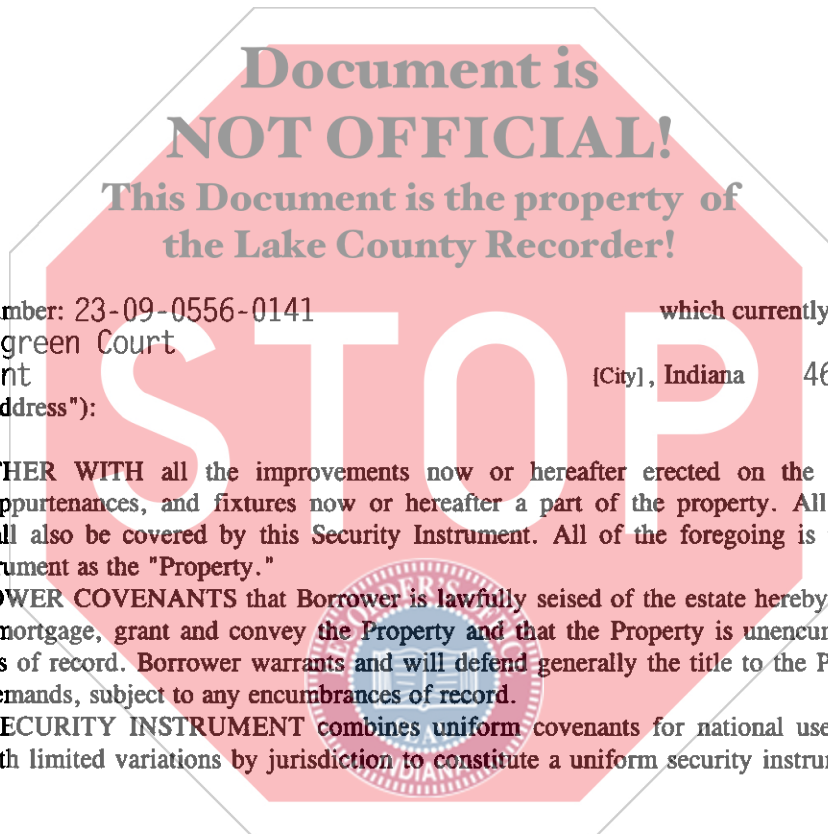 Document is
NOT OFFICIAL!
This Document is the property of
the Lake County Recorder!
STOP
mber: 23-09-0556-0141 which currently
green Court
nt [City], Indiana 46
ddress"):
HER WITH all the improvements now or hereafter erected on the
ppurtenances, and fixtures now or hereafter a part of the property. All
ll also be covered by this Security Instrument. All of the foregoing is
rument as the "Property."
OWER COVENANTS that Borrower is lawfully seised of the estate hereby
mortgage, grant and convey the Property and that the Property is unencum
s of record. Borrower warrants and will defend generally the title to the P
emands, subject to any encumbrances of record.
ECURITY INSTRUMENT combines uniform covenants for national use
th limited variations by jurisdiction to constitute a uniform security instrum
SEAL
INDIANA